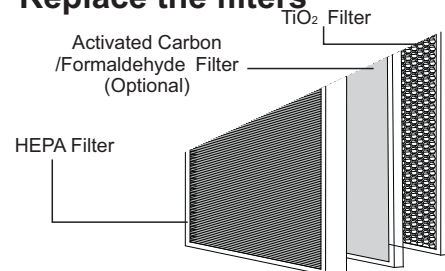 Replace the filters
TiO₂ Filter
Activated Carbon
/Formaldehyde Filter
(Optional)
HEPA Filter